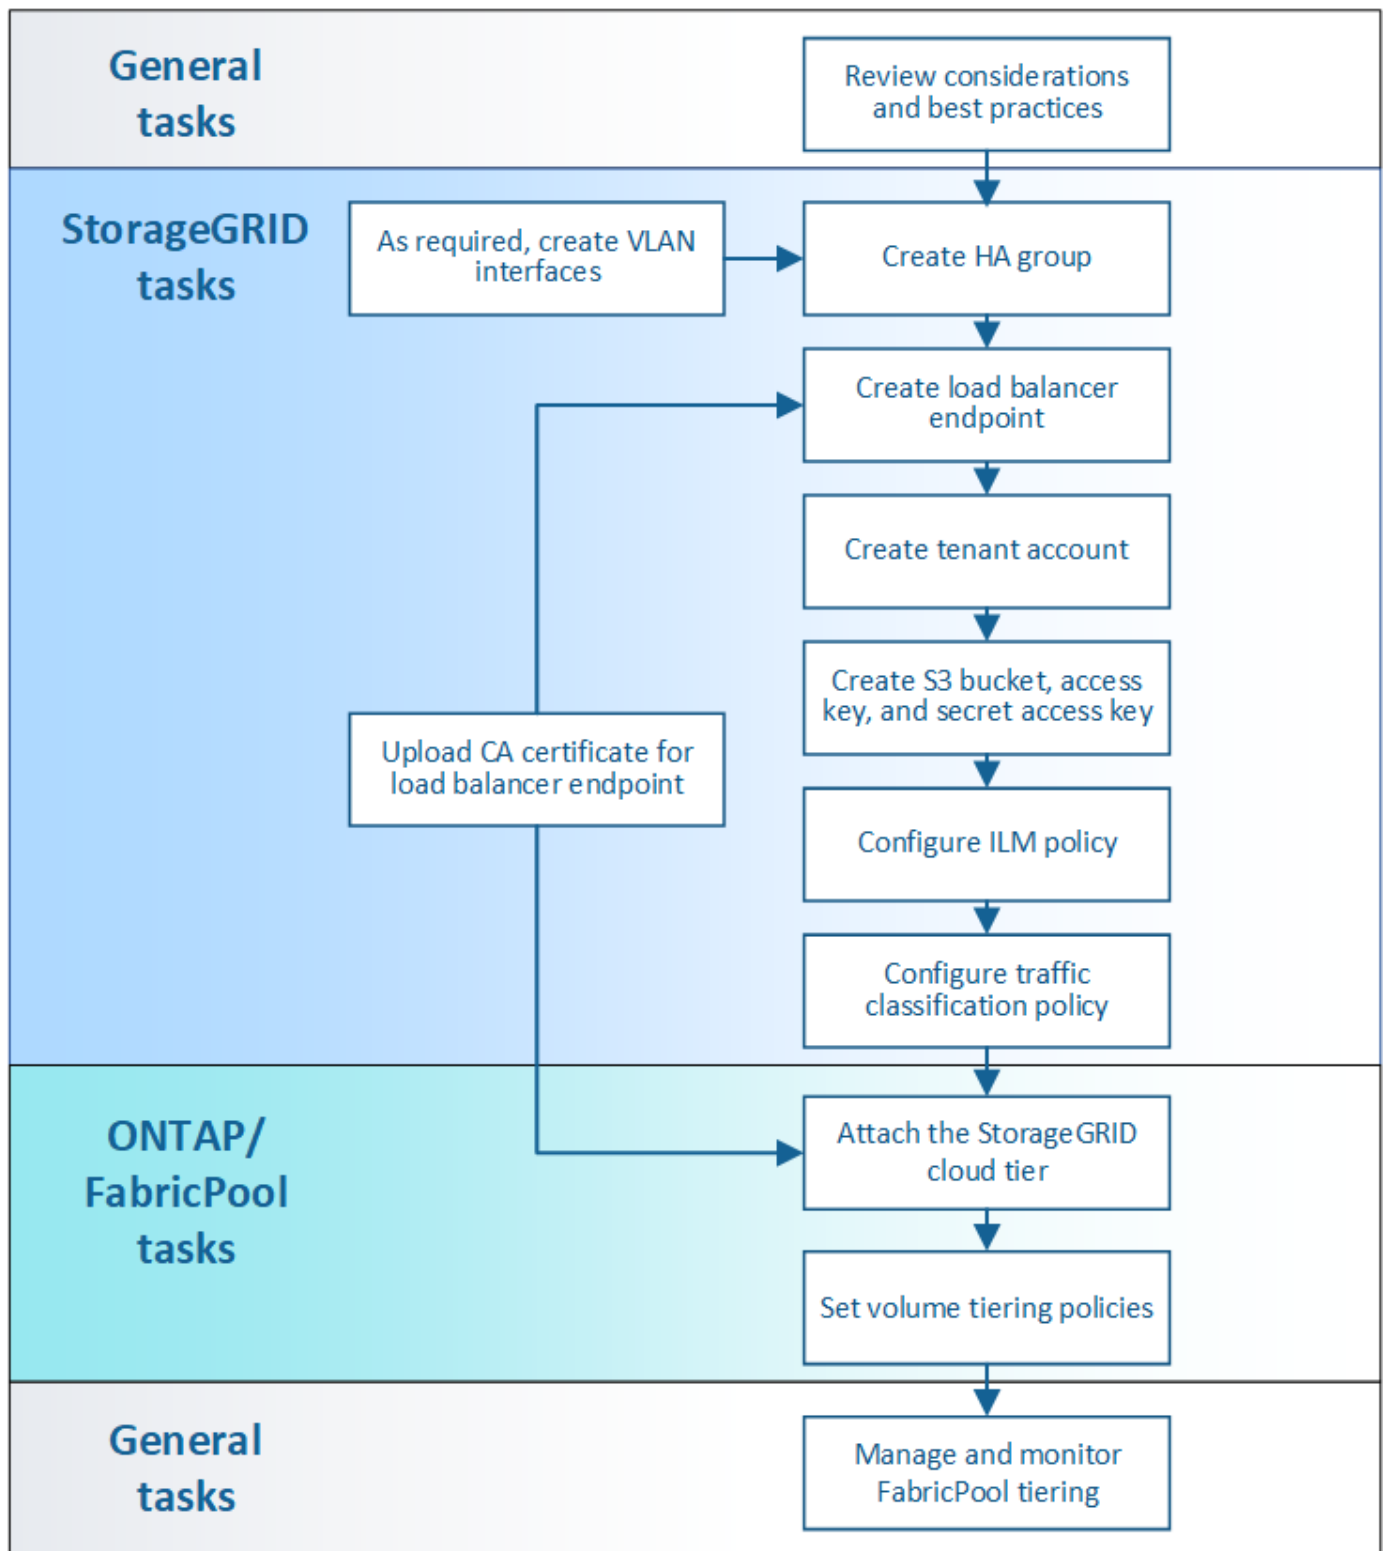 General
tasks
Review considerations
and best practices
StorageGRID
tasks
As required, create VLAN
interfaces
Create HA group
Create load balancer
endpoint
Create tenant account
Create S3 bucket, access
key, and secret access key
Upload CA certificate for
load balancer endpoint
Configure ILM policy
Configure traffic
classification policy
ONTAP/
FabricPool
tasks
Attach the StorageGRID
cloud tier
Set volume tiering policies
General
tasks
Manage and monitor
FabricPool tiering